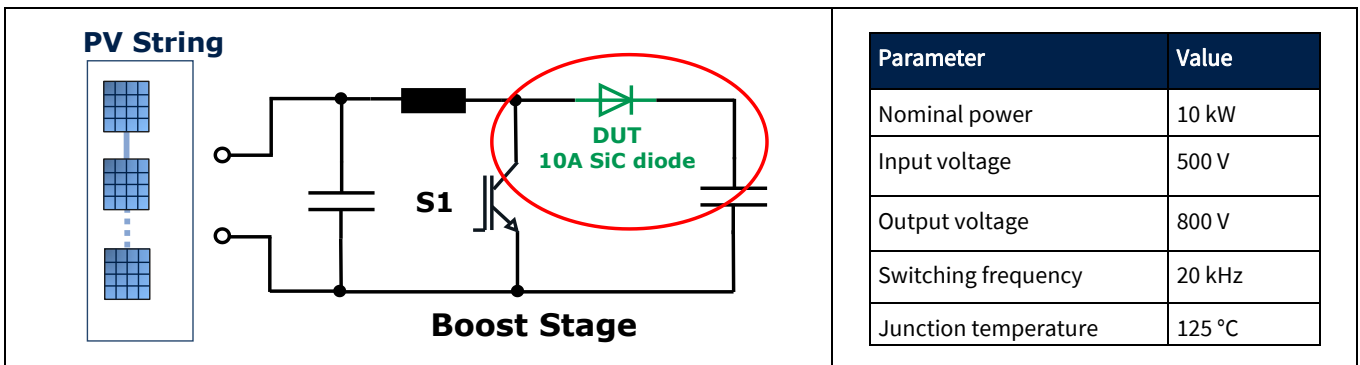 PV String
DUT
10A SiC diode
S1
Boost Stage
Parameter Value
Nominal power 10 kW
Input voltage 500 V
Output voltage 800 V
Switching frequency 20 kHz
Junction temperature 125 °C